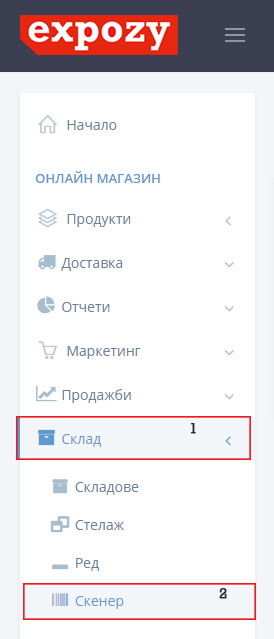 expozy
Начало
ОНЛАЙН МАГАЗИН
Продукти
Доставка
Отчети
Маркетинг
Продажби
Склад 1
Складове
Стелаж
Ред
Скенер 2